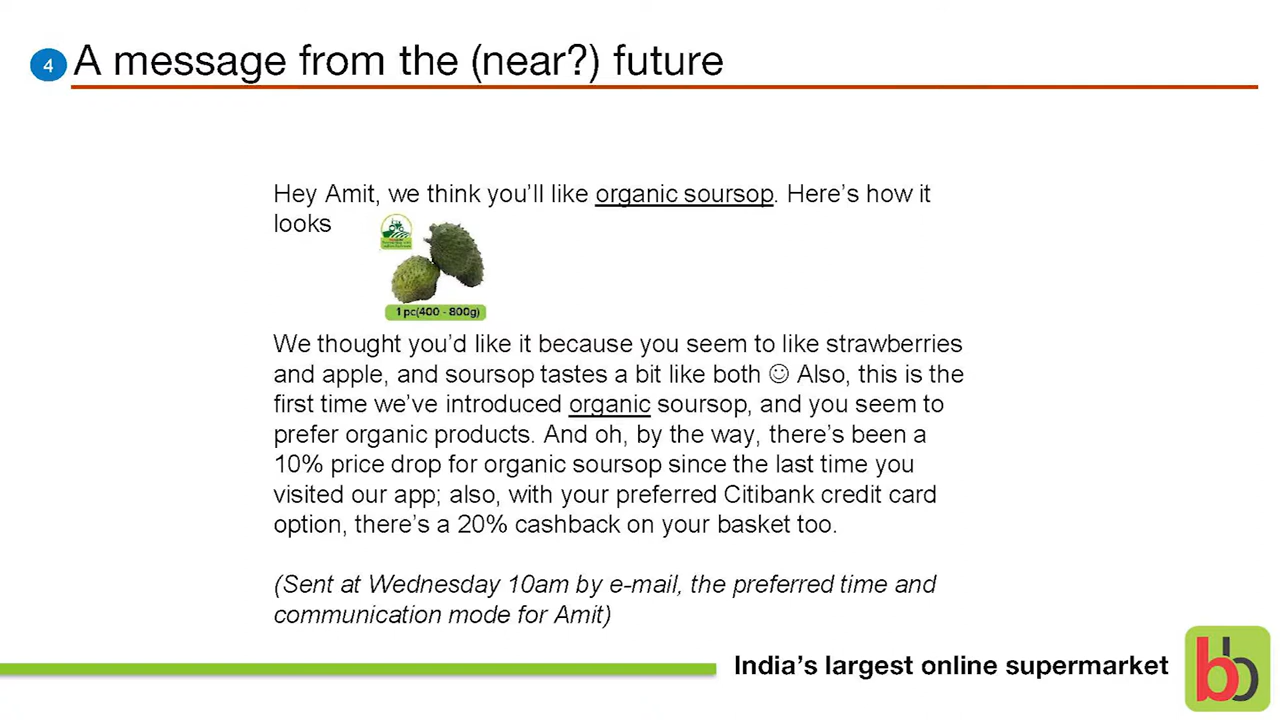 4 A message from the (near?) future
Hey Amit, we think you'll like organic soursop. Here's how it
looks
1 pc(400 - 800g)
We thought you'd like it because you seem to like strawberries
and apple, and soursop tastes a bit like both ☺ Also, this is the
first time we've introduced organic soursop, and you seem to
prefer organic products. And oh, by the way, there's been a
10% price drop for organic soursop since the last time you
visited our app; also, with your preferred Citibank credit card
option, there's a 20% cashback on your basket too.
(Sent at Wednesday 10am by e-mail, the preferred time and
communication mode for Amit)
India's largest online supermarket
bb